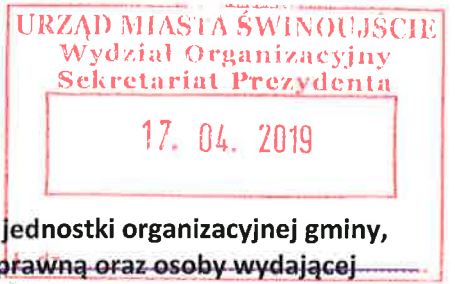 URZĄD MIASTA ŚWINOUJŚCIE
Wydział Organizacyjny
Sekretariat Prezydenta
17. 04. 2019
jednostki organizacyjnej gminy,
prawną oraz osoby wydającej